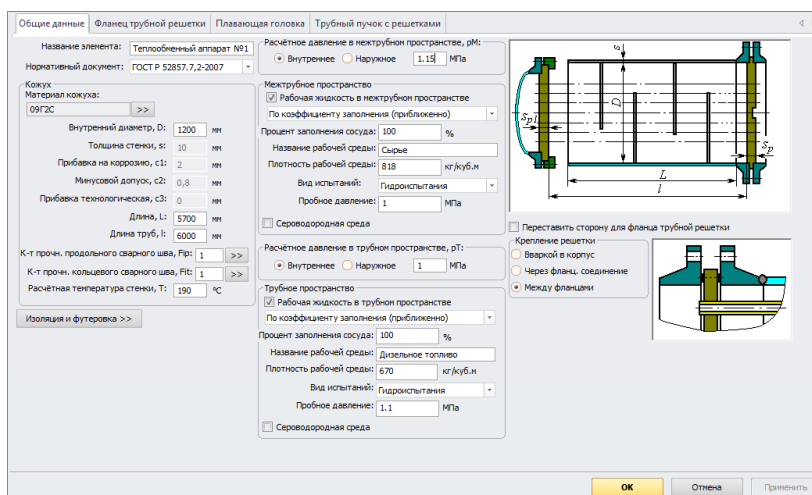 Общие данные Фланец трубной решетки Плавающая головка Трубный пучок с решетками
Название элемента: Теплообменный аппарат №1
Нормативный документ: ГОСТ Р 52857.7,2-2007
Кожух
Материал кожуха:
09Г2С >>
Внутренний диаметр, D: 1200 мм
Толщина стенки, s: 10 мм
Прибавка на коррозию, c1: 2 мм
Минусовой допуск, c2: 0,8 мм
Прибавка технологическая, c3: 0 мм
Длина, L: 5700 мм
Длина труб, l: 6000 мм
К-т прочн. продольного сварного шва, Fip: 1 >>
К-т прочн. кольцевого сварного шва, Fit: 1 >>
Расчётная температура стенки, T: 190 °C
Изоляция и футеровка >>
Расчётное давление в межтрубном пространстве, pM:
Внутреннее Наружное 1.15 МПа
Межтрубное пространство
Рабочая жидкость в межтрубном пространстве
По коэффициенту заполнения (приближенно)
Процент заполнения сосуда: 100 %
Название рабочей среды: Сырье
Плотность рабочей среды: 818 кг/куб.м
Вид испытаний: Гидроиспытания
Пробное давление: 1 МПа
Сероводородная среда
Расчётное давление в трубном пространстве, pT:
Внутреннее Наружное 1 МПа
Трубное пространство
Рабочая жидкость в трубном пространстве
По коэффициенту заполнения (приближенно)
Процент заполнения сосуда: 100 %
Название рабочей среды: Дизельное топливо
Плотность рабочей среды: 670 кг/куб.м
Вид испытаний: Гидроиспытания
Пробное давление: 1.1 МПа
Сероводородная среда
s
D
sp1
sp
L
l
Переставить сторону для фланца трубной решетки
Крепление решетки
Вваркой в корпус
Через фланц. соединение
Между фланцами
ОК Отмена Применить